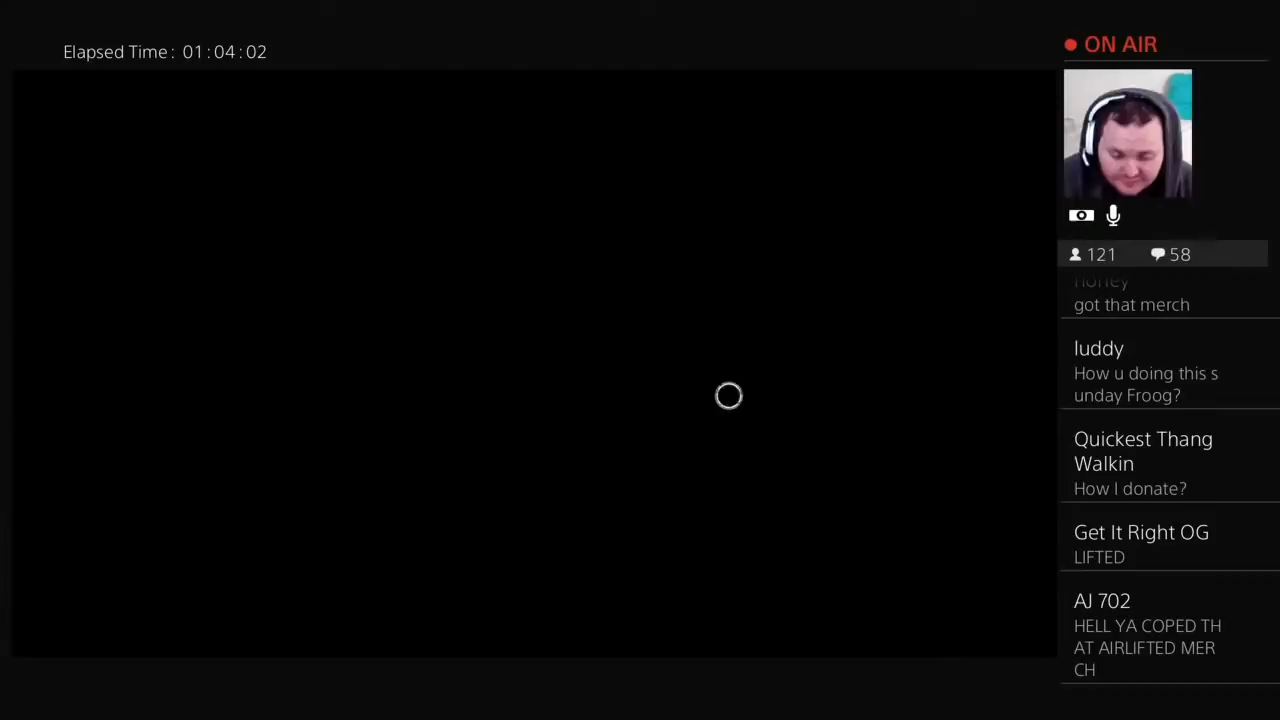 Elapsed Time: 01:04:02
ON AIR
121 58
got that merch
luddy
How u doing this s
unday Froog?
Quickest Thang
Walkin
How I donate?
Get It Right OG
LIFTED
AJ 702
HELL YA COPED TH
AT AIRLIFTED MER
CH